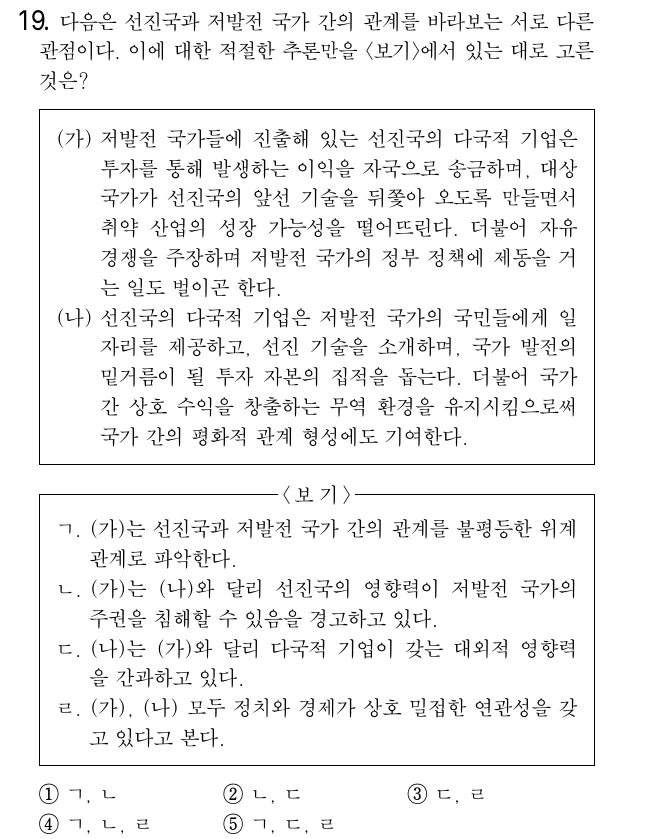 19. 다음은 선진국과 저발전 국가 간의 관계를 바라보는 서로 다른
관점이다. 이에 대한 적절한 추론만을 〈보기〉에서 있는 대로 고른
것은?
(가) 저발전 국가들에 진출해 있는 선진국의 다국적 기업은
투자를 통해 발생하는 이익을 자국으로 송금하며, 대상
국가가 선진국의 앞선 기술을 뒤쫓아 오도록 만들면서
취약 산업의 성장 가능성을 떨어뜨린다. 더불어 자유
경쟁을 주장하며 저발전 국가의 정부 정책에 제동을 거
는 일도 벌이곤 한다.
(나) 선진국의 다국적 기업은 저발전 국가의 국민들에게 일
자리를 제공하고, 선진 기술을 소개하며, 국가 발전의
밑거름이 될 투자 자본의 집적을 돕는다. 더불어 국가
간 상호 수익을 창출하는 무역 환경을 유지시킴으로써
국가 간의 평화적 관계 형성에도 기여한다.
〈보 기〉
ㄱ. (가)는 선진국과 저발전 국가 간의 관계를 불평등한 위계
관계로 파악한다.
ㄴ. (가)는 (나)와 달리 선진국의 영향력이 저발전 국가의
주권을 침해할 수 있음을 경고하고 있다.
ㄷ. (나)는 (가)와 달리 다국적 기업이 갖는 대외적 영향력
을 간과하고 있다.
ㄹ. (가), (나) 모두 정치와 경제가 상호 밀접한 연관성을 갖
고 있다고 본다.
① ㄱ, ㄴ ② ㄴ, ㄷ ③ ㄷ, ㄹ
④ ㄱ, ㄴ, ㄹ ⑤ ㄱ, ㄷ, ㄹ